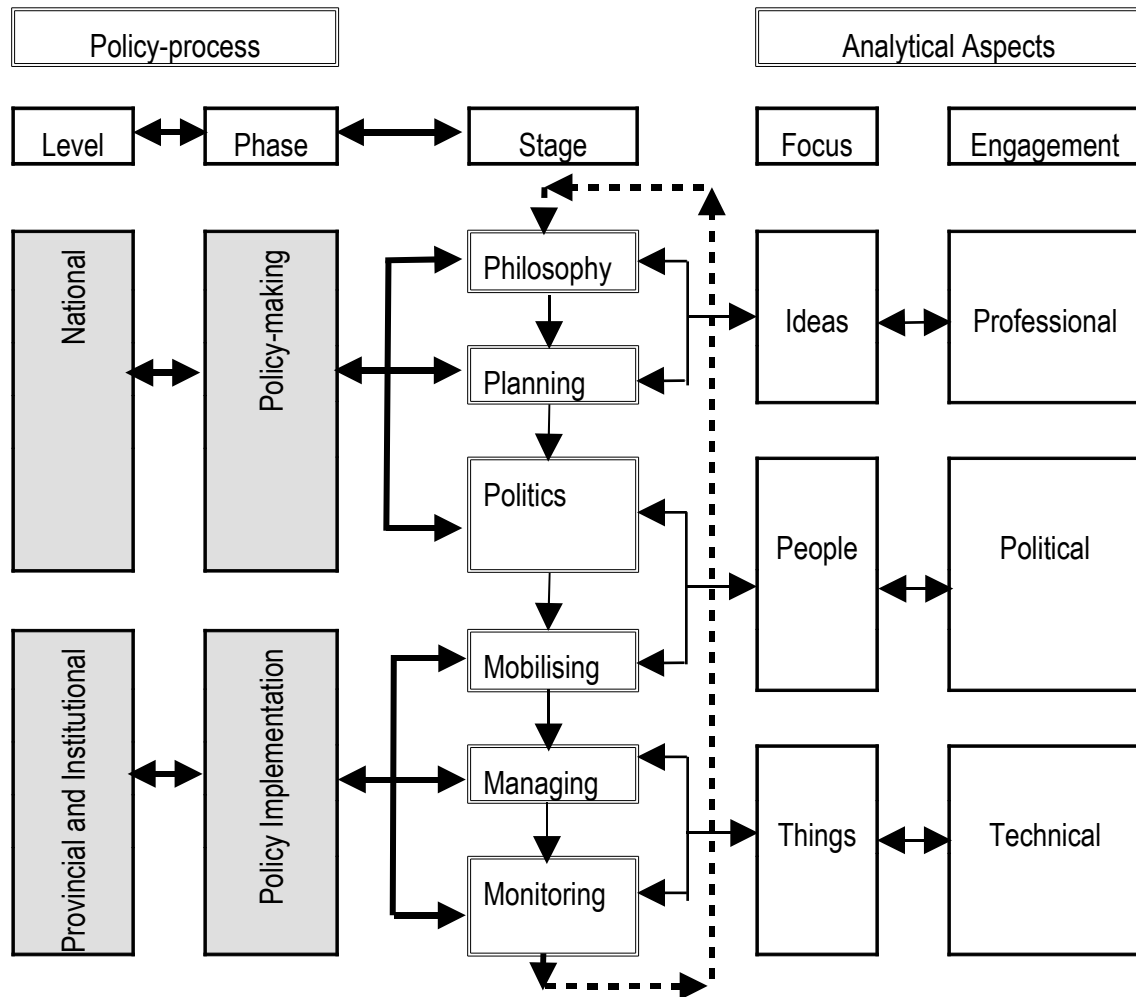 Policy-process
Analytical Aspects
Level
Phase
Stage
Focus
Engagement
National
Policy-making
Philosophy
Planning
Politics
Ideas
Professional
People
Political
Provincial and Institutional
Policy Implementation
Mobilising
Managing
Monitoring
Things
Technical